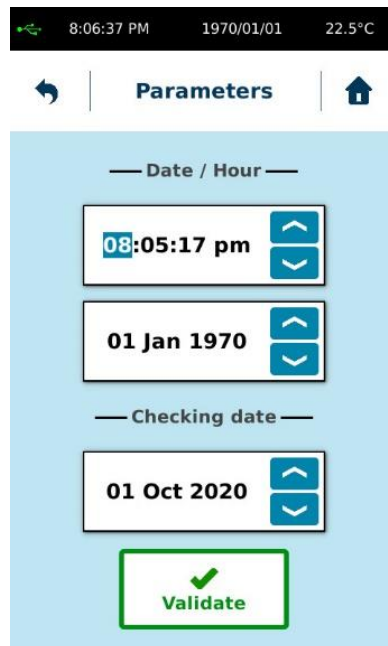 8:06:37 PM 1970/01/01 22.5°C
Parameters
Date / Hour
08:05:17 pm
01 Jan 1970
Checking date
01 Oct 2020
Validate